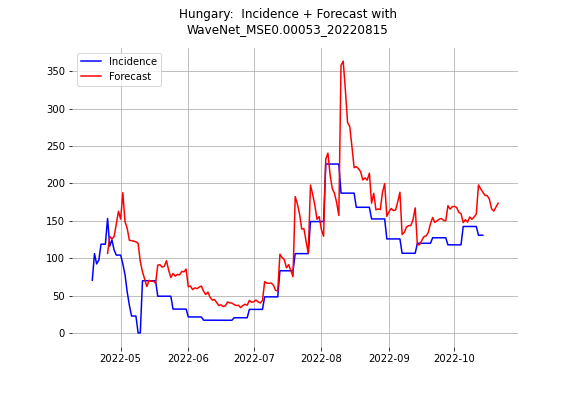 Hungary:  Incidence + Forecast with
WaveNet_MSE0.00053_20220815
Incidence
Forecast
350
300
250
200
150
100
50
0
2022-05 2022-06 2022-07 2022-08 2022-09 2022-10